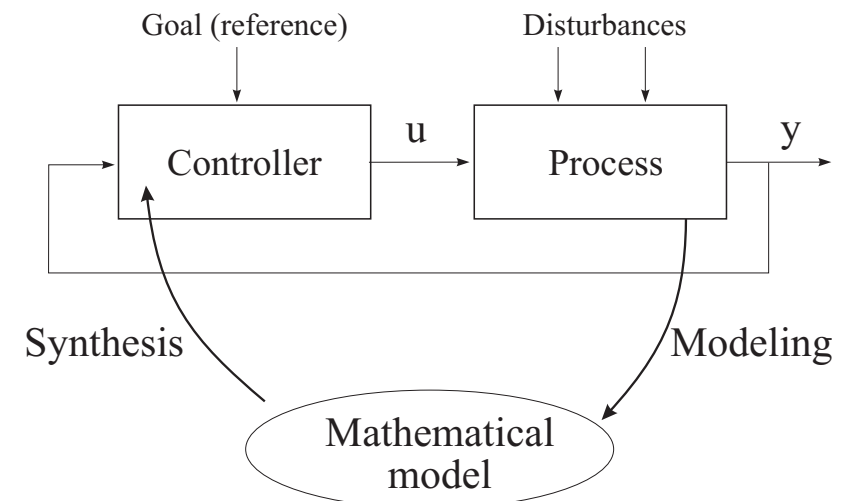 Goal (reference)
Disturbances
Controller
u
Process
y
Synthesis
Modeling
Mathematical
model